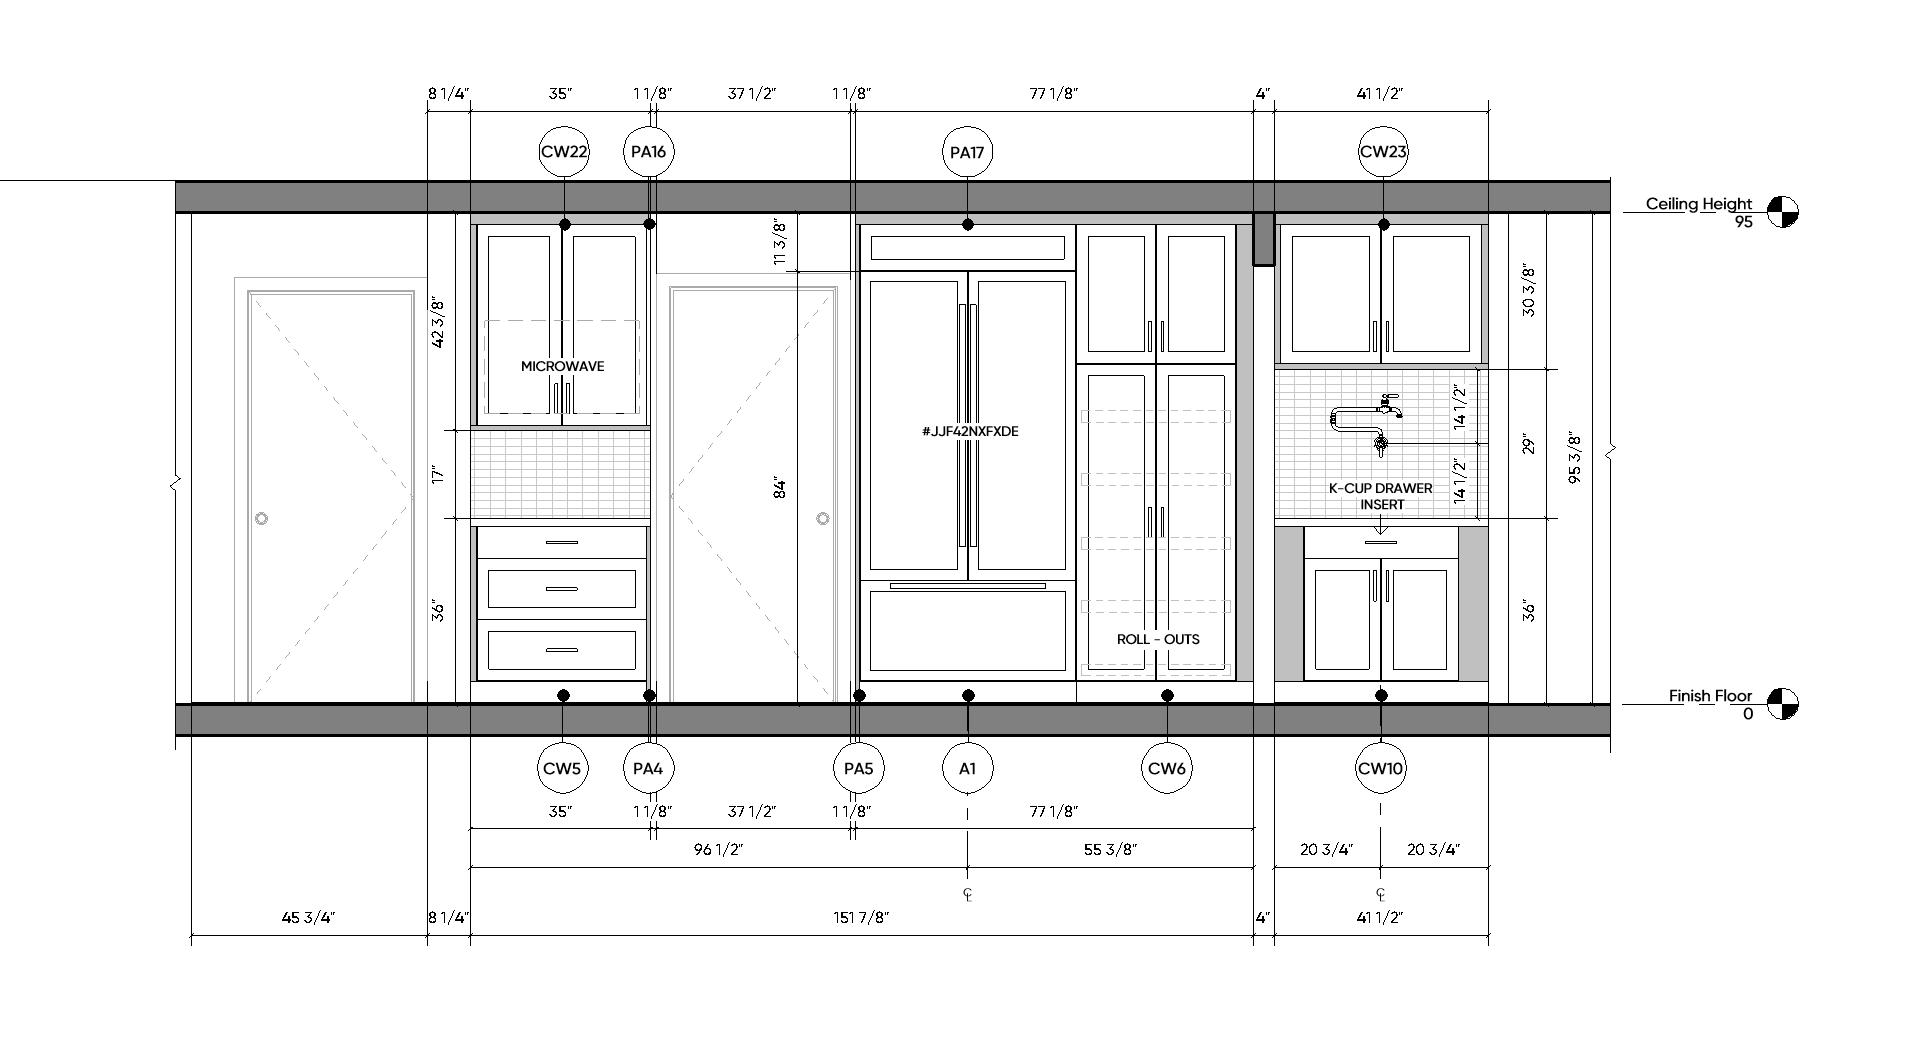 8 1/4" 35" 1 1/8" 37 1/2" 1 1/8" 77 1/8" 4" 41 1/2"
CW22 PA16 PA17 CW23
Ceiling Height
95
11 3/8"
30 3/8"
42 3/8"
MICROWAVE
14 1/2"
#JJF42NXFXDE
29"
95 3/8"
17"
84"
14 1/2"
K-CUP DRAWER
INSERT
36"
36"
ROLL - OUTS
Finish Floor
0
CW5 PA4 PA5 A1 CW6 CW10
35" 1 1/8" 37 1/2" 1 1/8" 77 1/8"
96 1/2" 55 3/8" 20 3/4" 20 3/4"
℄ ℄
45 3/4" 8 1/4" 151 7/8" 4" 41 1/2"